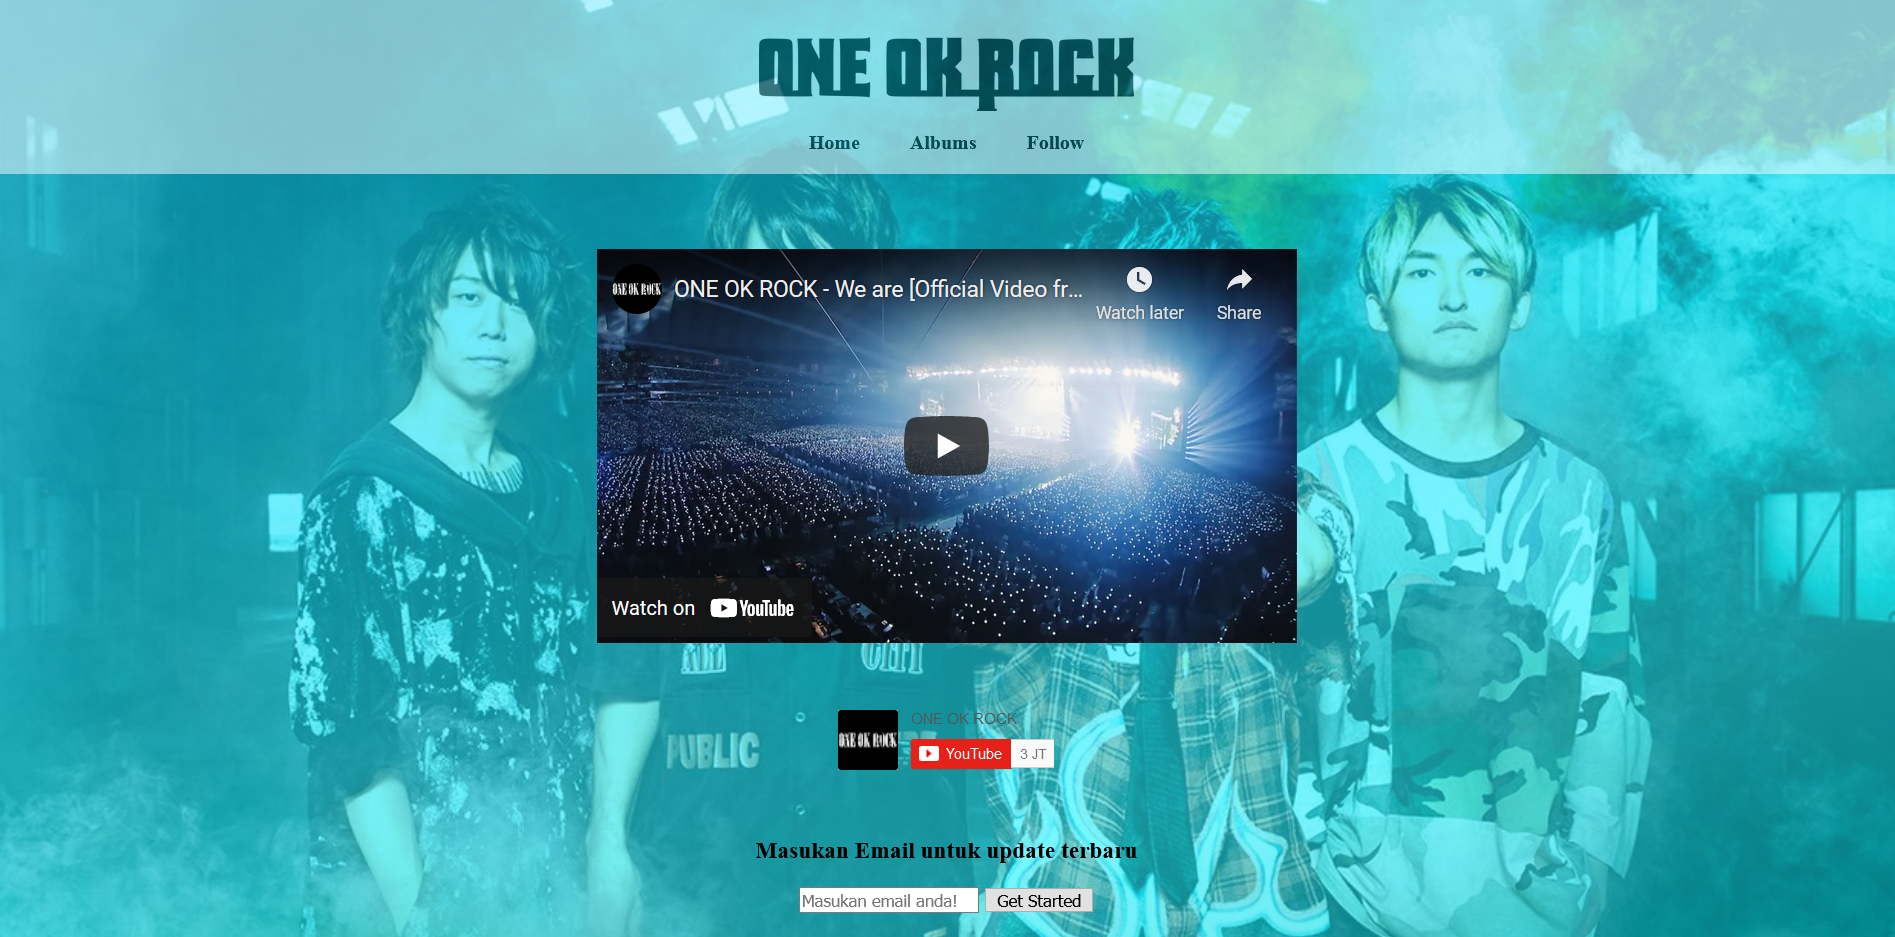 ONE OK ROCK
Home Albums Follow
ONE OK ROCK
ONE OK ROCK - We are [Official Video fr...
Watch later
Share
Watch on YouTube
CITY
PUBLIC
ONE OK ROCK
ONE OK ROCK
YouTube 3 JT
Masukan Email untuk update terbaru
Masukan email anda! Get Started